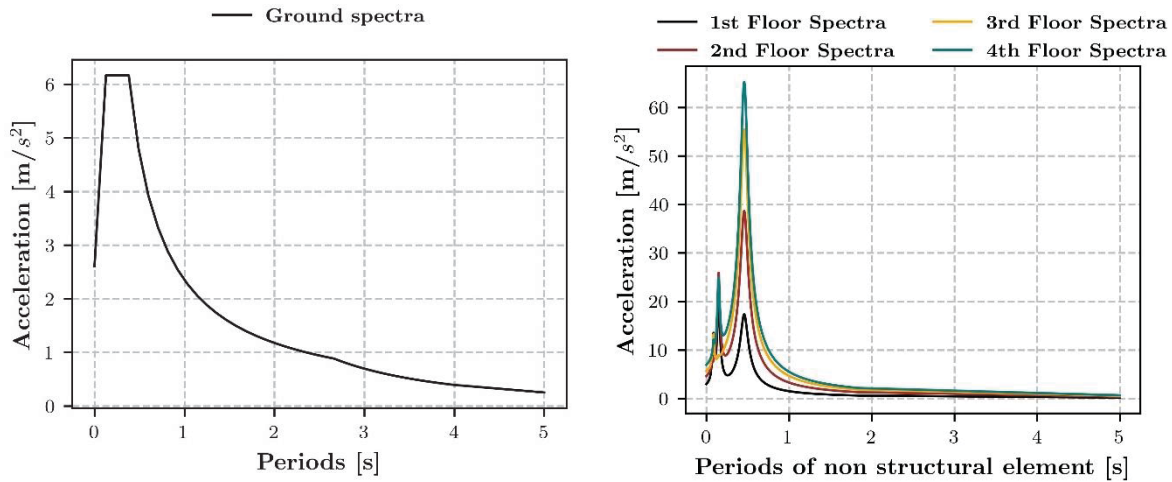 Ground spectra
6
5
4
3
2
1
0
Acceleration [m/s²]
0 1 2 3 4 5
Periods [s]
1st Floor Spectra
2nd Floor Spectra
3rd Floor Spectra
4th Floor Spectra
60
50
40
30
20
10
0
Acceleration [m/s²]
0 1 2 3 4 5
Periods of non structural element [s]